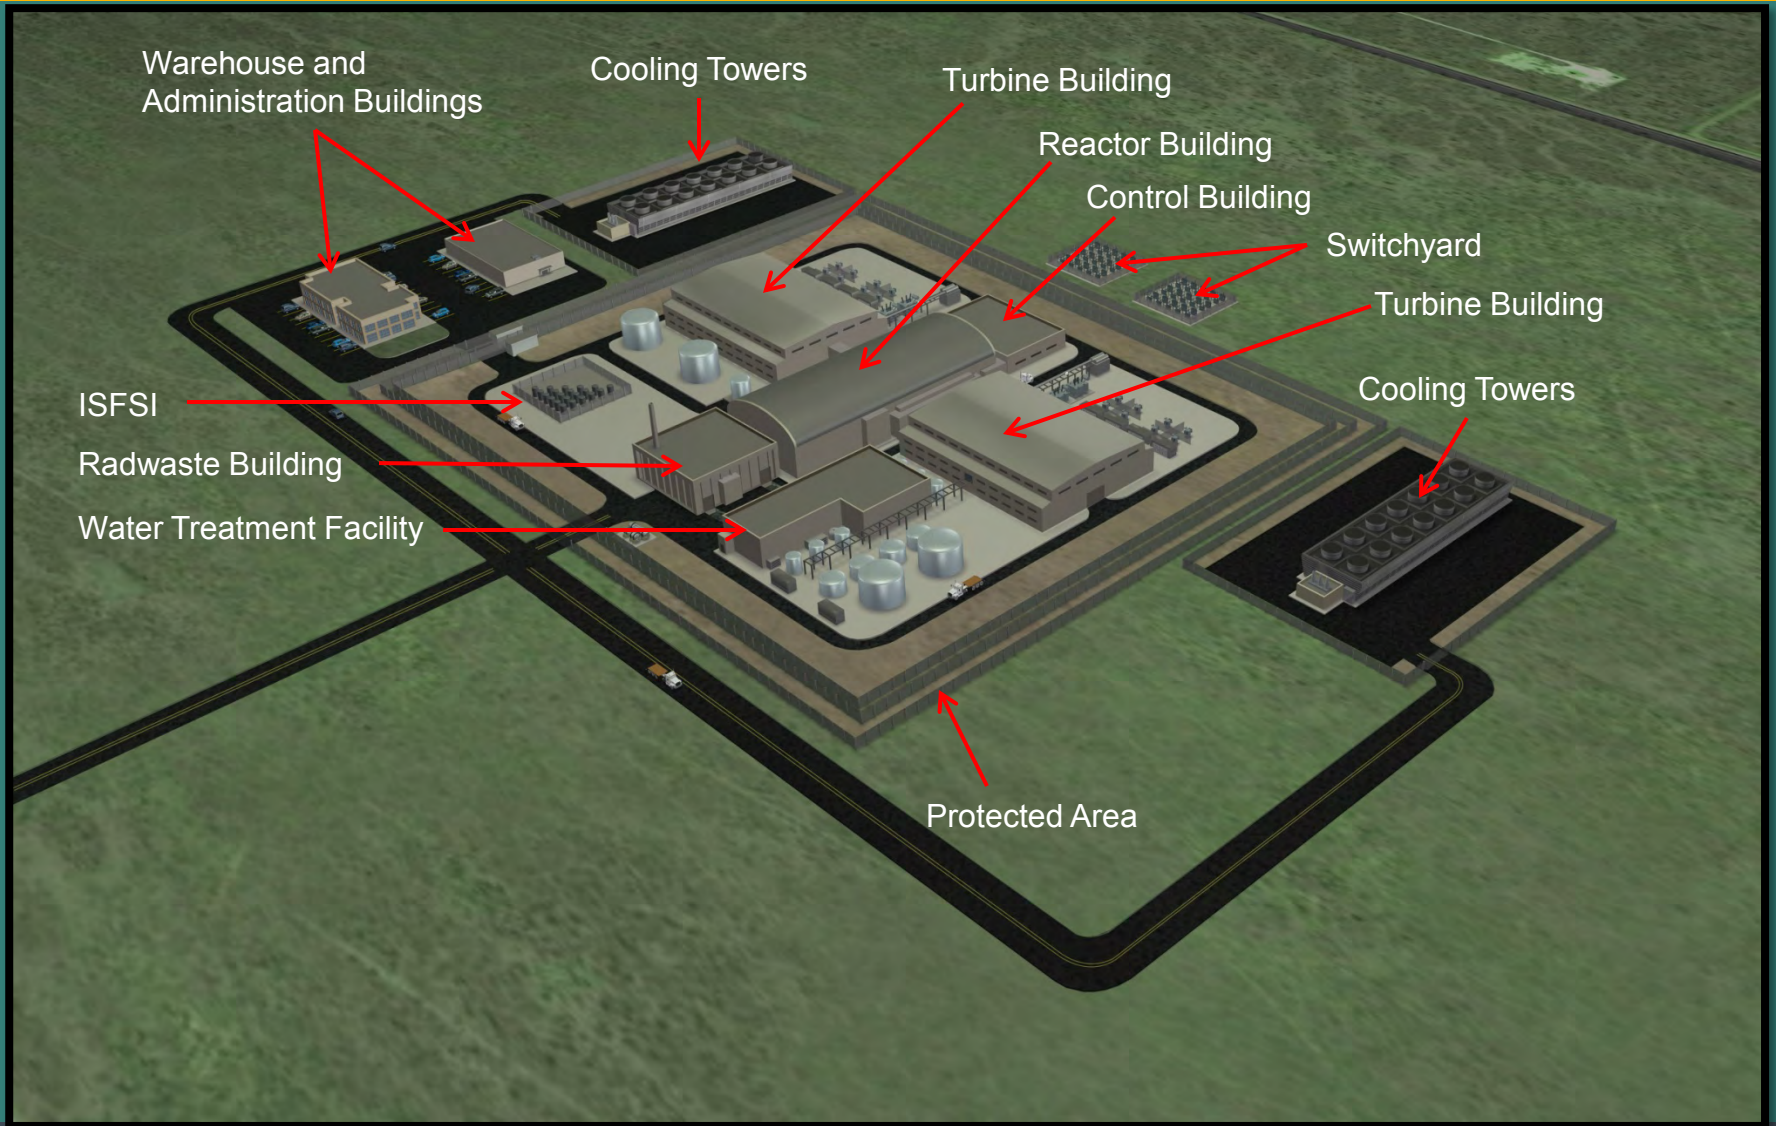 Warehouse and
Administration Buildings
Cooling Towers
Turbine Building
Reactor Building
Control Building
Switchyard
Turbine Building
Cooling Towers
ISFSI
Radwaste Building
Water Treatment Facility
Protected Area